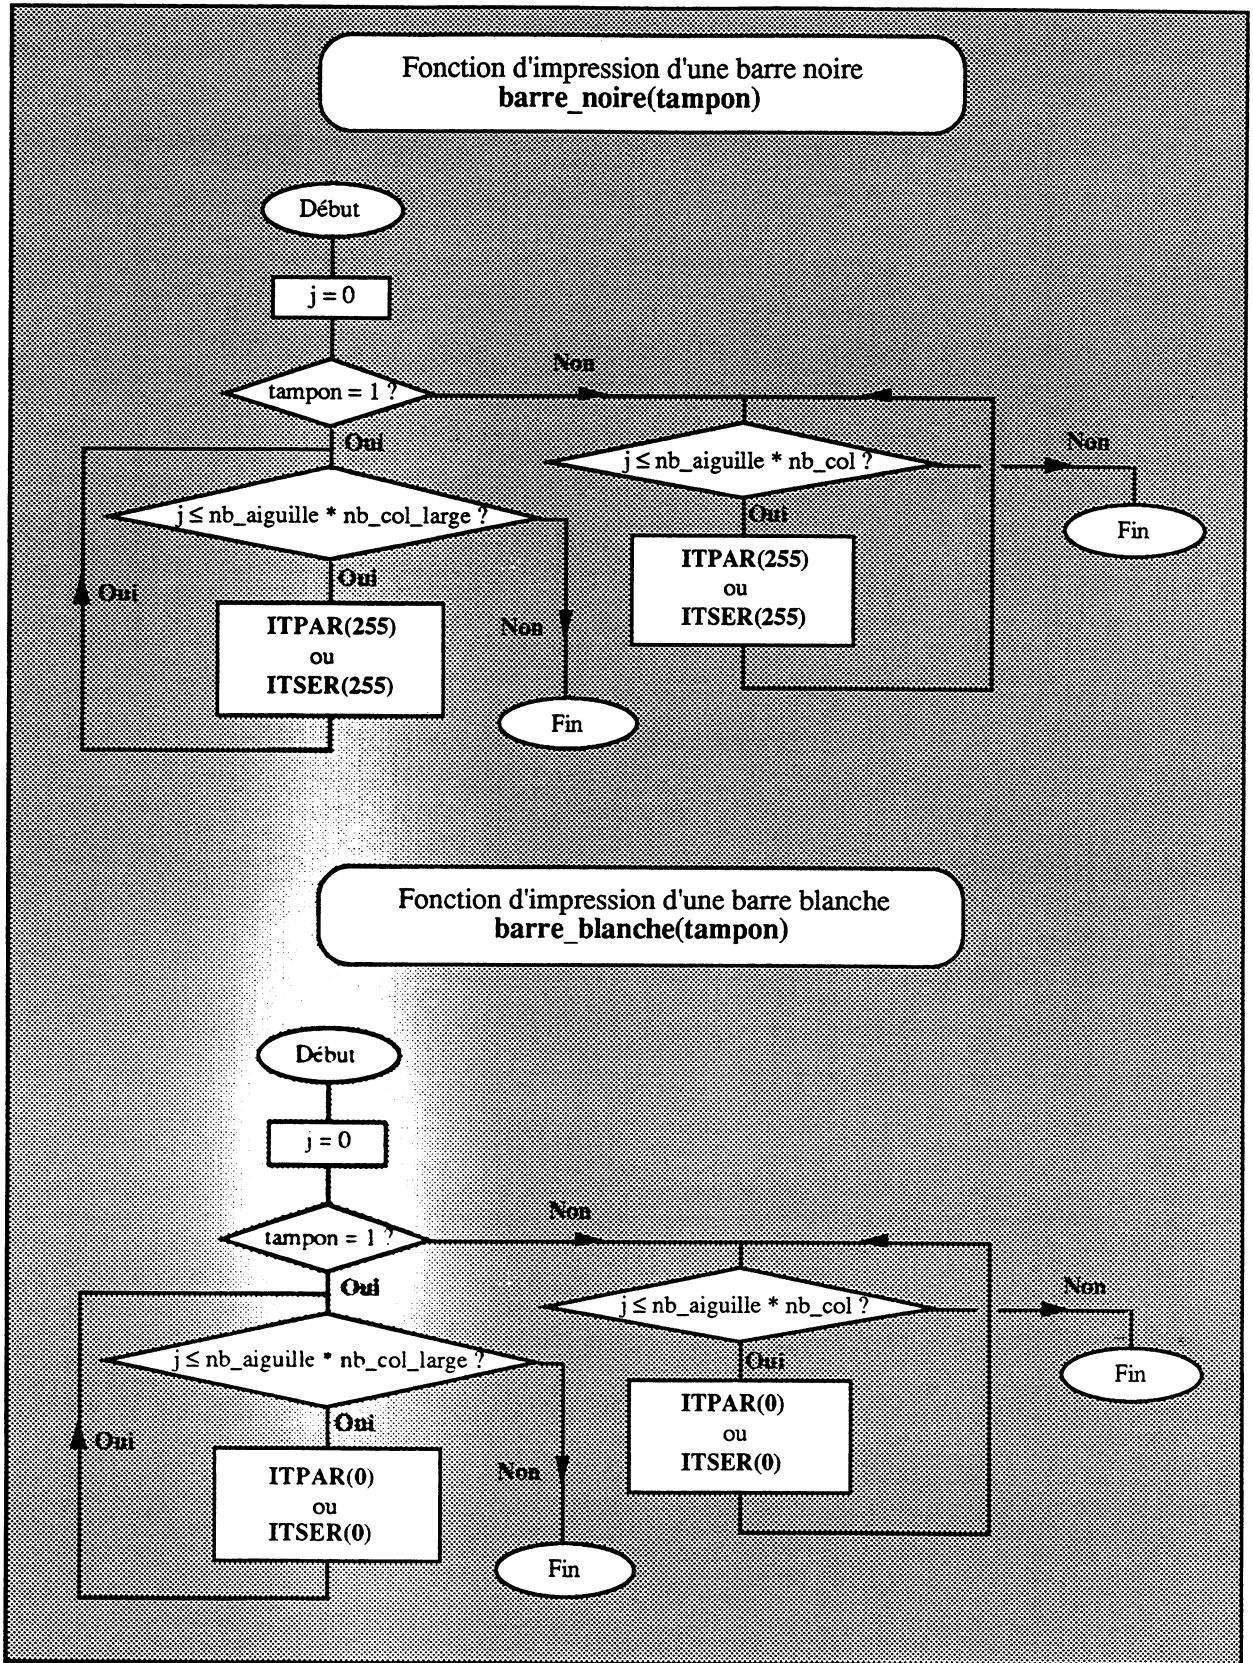 Fonction d'impression d'une barre noire
barre_noire(tampon)
Début
j = 0
Non
tampon = 1 ?
Oui
j ≤ nb_aiguille * nb_col ?
Non
j ≤ nb_aiguille * nb_col_large ?
Oui
Fin
ITPAR(255)
ou
ITSER(255)
Oui
Oui
ITPAR(255)
ou
ITSER(255)
Non
Fin
Fonction d'impression d'une barre blanche
barre_blanche(tampon)
Début
j = 0
Non
tampon = 1 ?
Oui
j ≤ nb_aiguille * nb_col ?
Non
j ≤ nb_aiguille * nb_col_large ?
Oui
Fin
ITPAR(0)
ou
ITSER(0)
Oui
Oui
ITPAR(0)
ou
ITSER(0)
Non
Fin